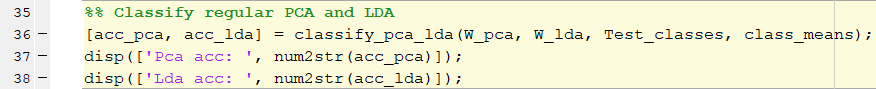 35 %% Classify regular PCA and LDA
36 – [acc_pca, acc_lda] = classify_pca_lda(W_pca, W_lda, Test_classes, class_means);
37 – disp(['Pca acc: ', num2str(acc_pca)]);
38 – disp(['Lda acc: ', num2str(acc_lda)]);